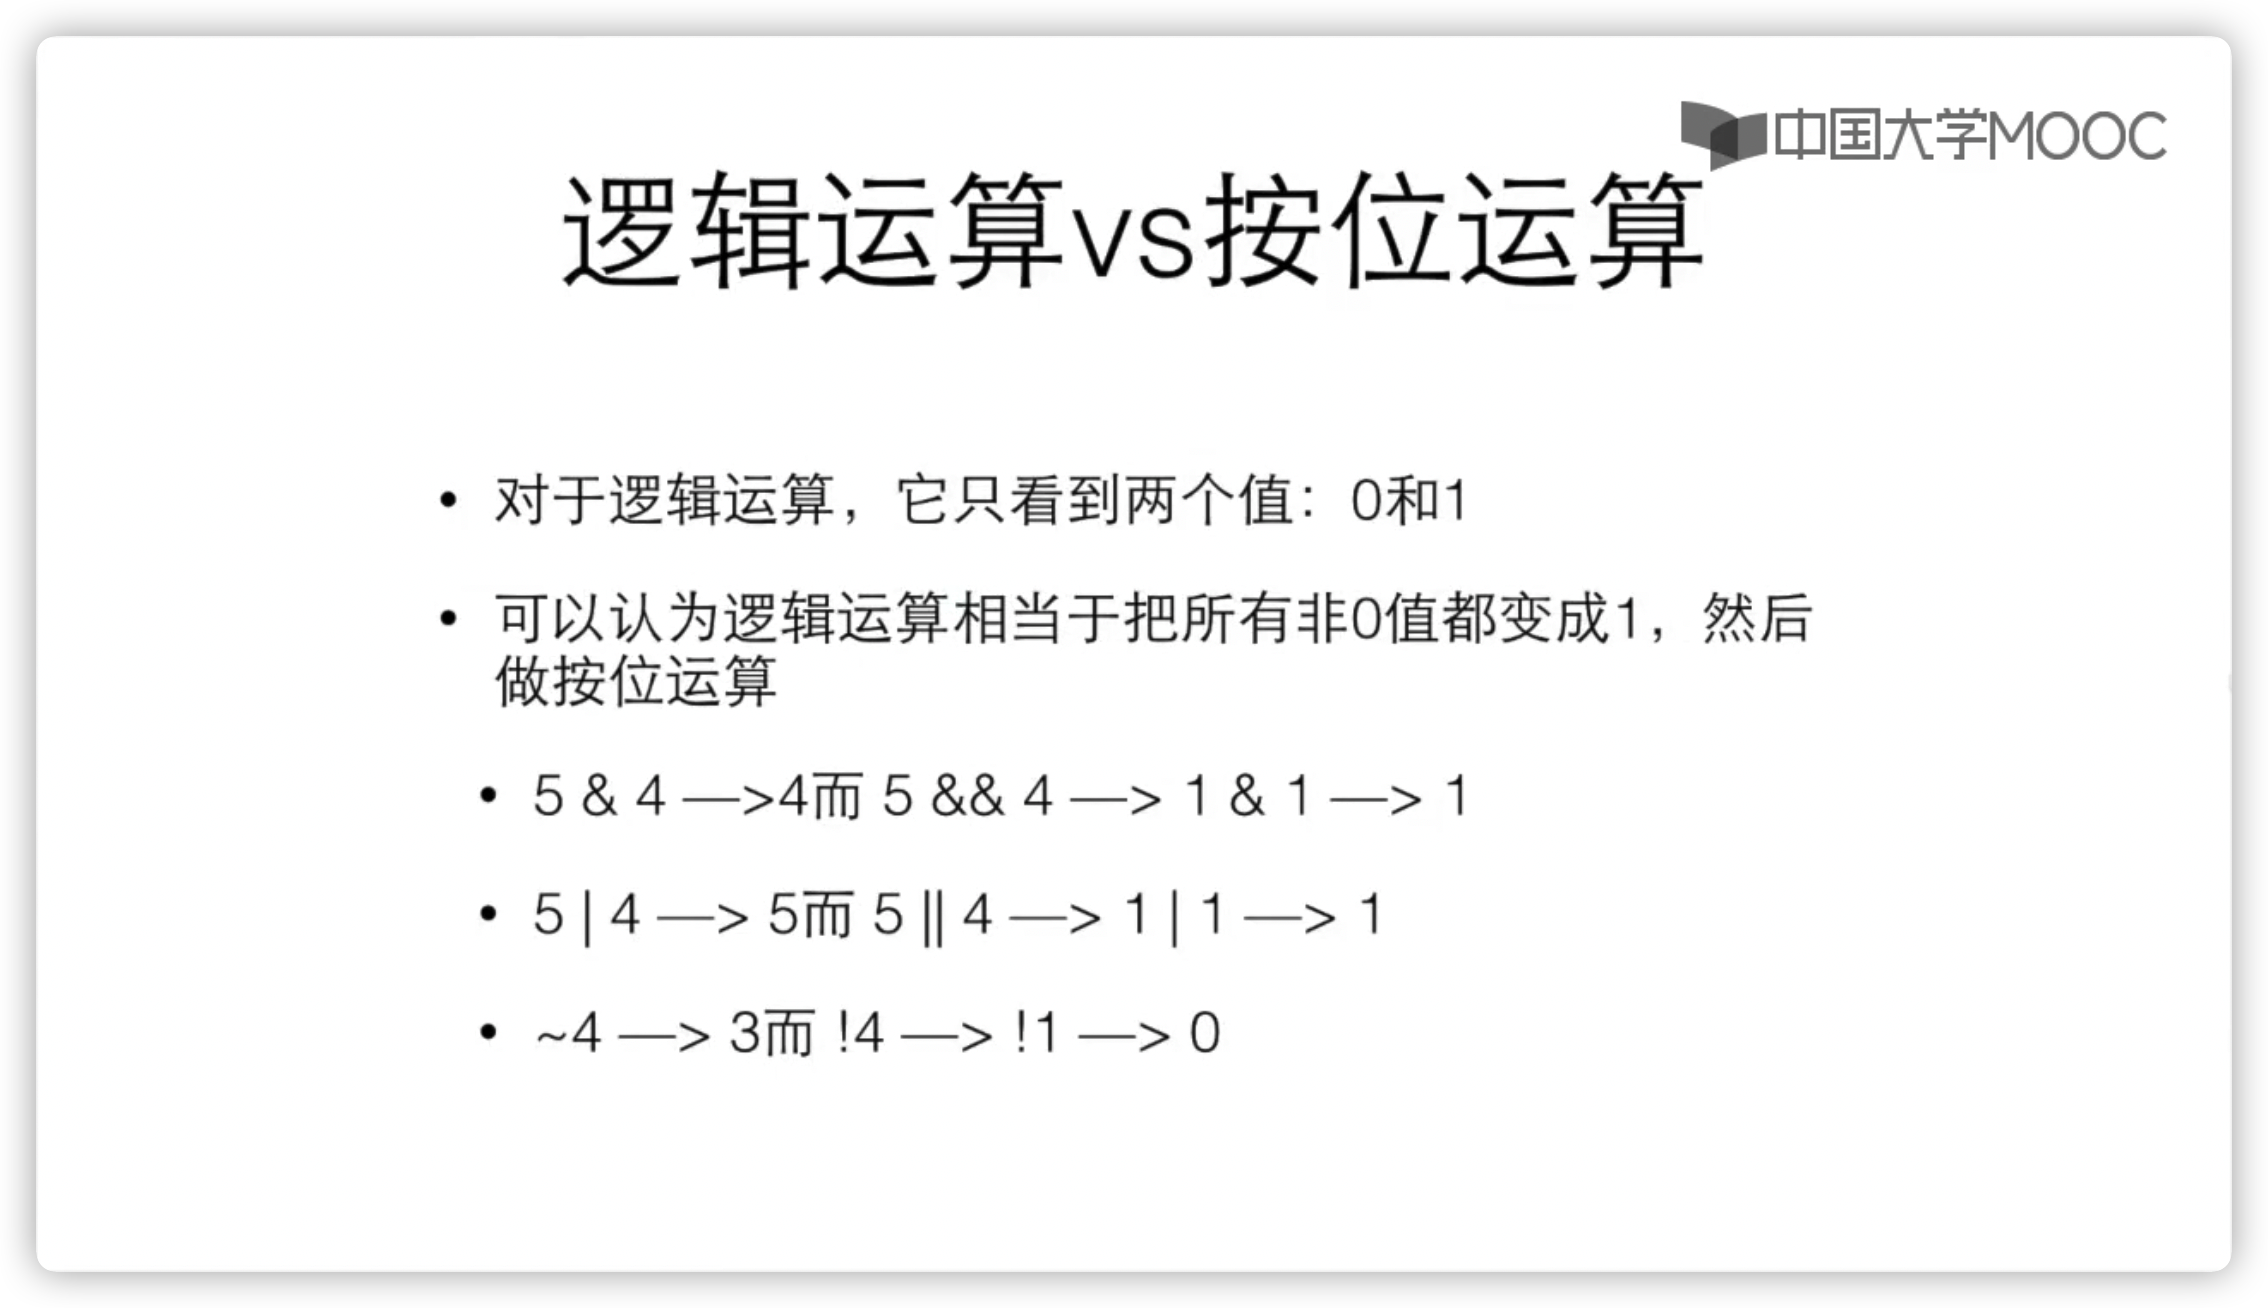 中国大学MOOC
逻辑运算vs按位运算
• 对于逻辑运算，它只看到两个值：0和1
• 可以认为逻辑运算相当于把所有非0值都变成1，然后
做按位运算
• 5 & 4 —>4而 5 && 4 —> 1 & 1 —> 1
• 5 | 4 —> 5而 5 || 4 —> 1 | 1 —> 1
• ~4 —> 3而 !4 —> !1 —> 0